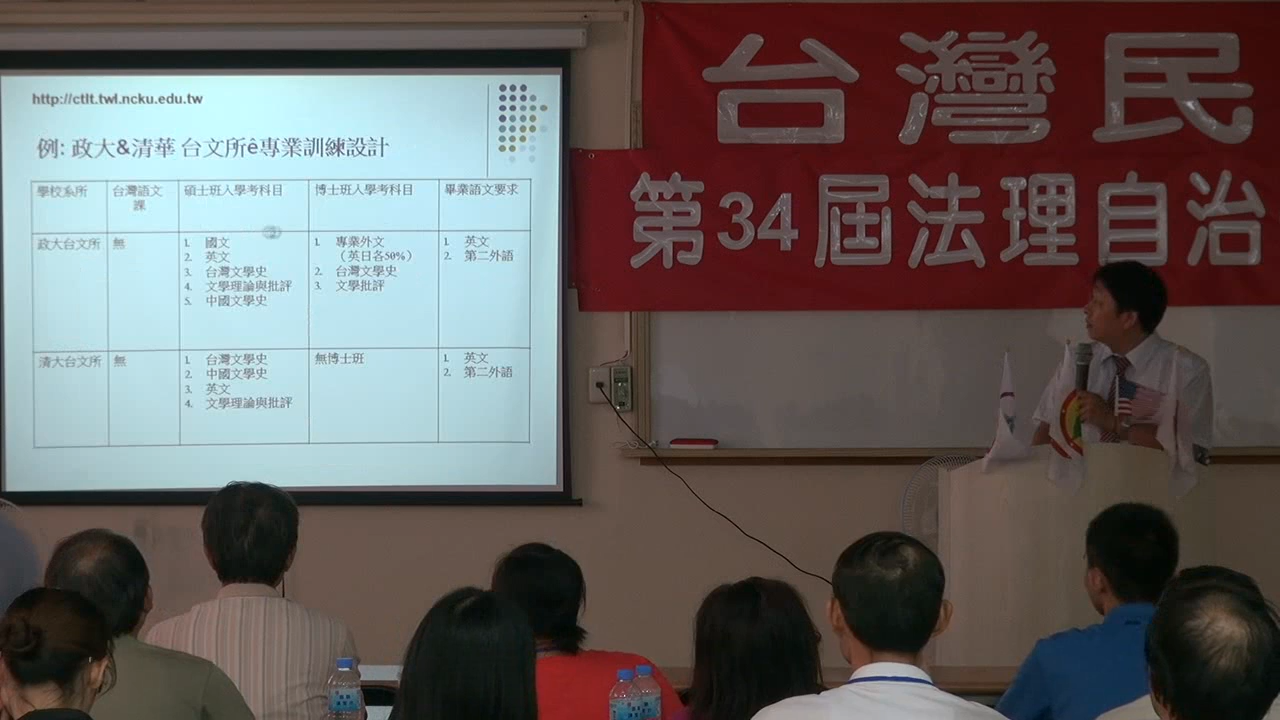 http://ctlt.twl.ncku.edu.tw
例: 政大&清華 台文所ê專業訓練設計
學校系所 台灣語文課 碩士班入學考科目 博士班入學考科目 畢業語文要求
政大台文所 無
1. 國文
2. 英文
3. 台灣文學史
4. 文學理論與批評
5. 中國文學史
1. 專業外文
（英日各50%）
2. 台灣文學史
3. 文學批評
1. 英文
2. 第二外語
清大台文所 無
1. 台灣文學史
2. 中國文學史
3. 英文
4. 文學理論與批評
無博士班
1. 英文
2. 第二外語
台灣民
第34屆法理自治